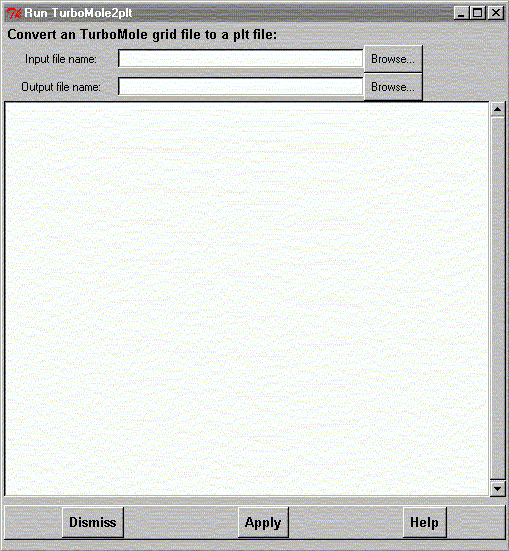 Run TurboMole2plt
Convert an TurboMole grid file to a plt file:
Input file name: Browse...
Output file name: Browse...
Dismiss Apply Help